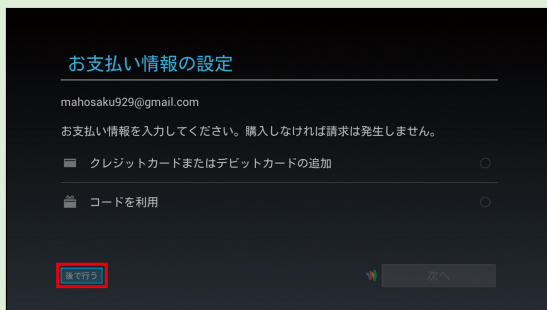 お支払い情報の設定
mahosaku929@gmail.com
お支払い情報を入力してください。購入しなければ請求は発生しません。
クレジットカードまたはデビットカードの追加
コードを利用
後で行う
次へ